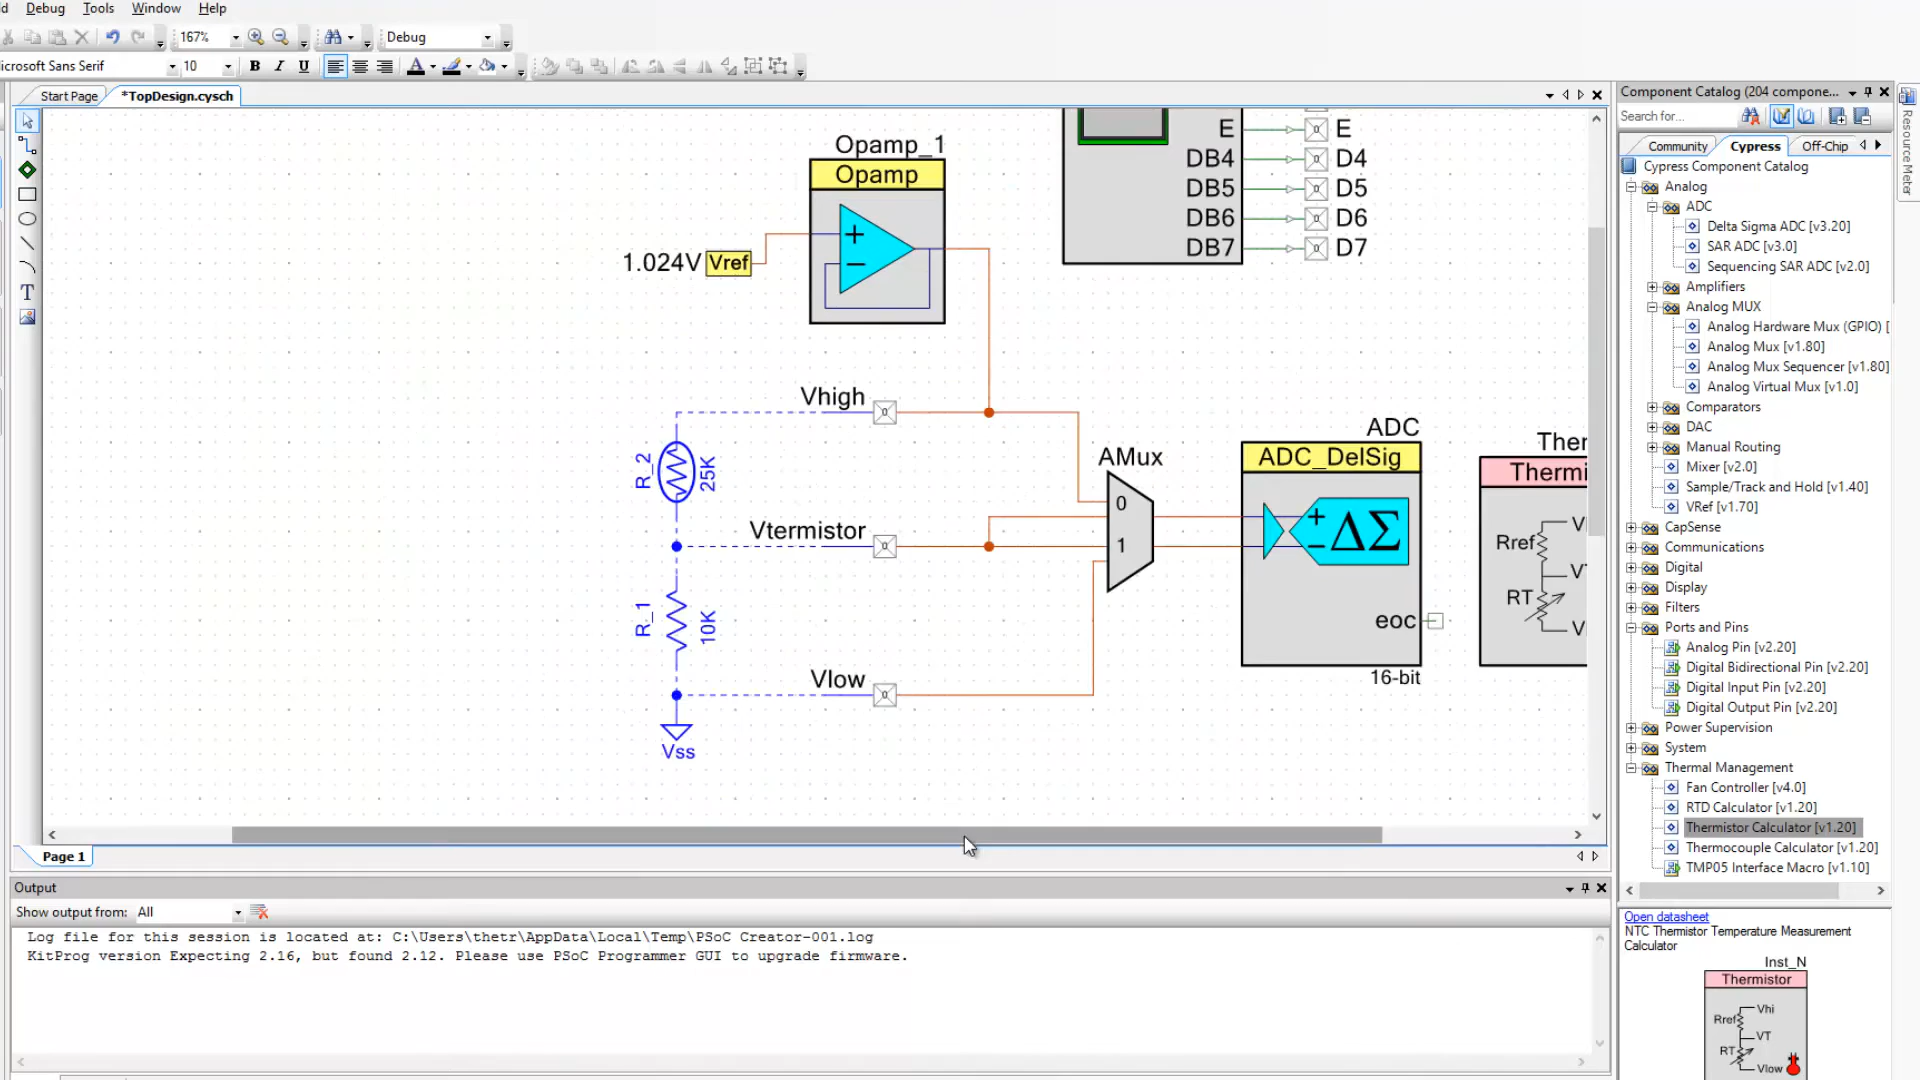 d Debug Tools Window Help
167% Debug
icrosoft Sans Serif 10 B I U A
Start Page *TopDesign.cysch
T
Opamp_1
Opamp
+
−
1.024V Vref
E E
DB4 D4
DB5 D5
DB6 D6
DB7 D7
Vhigh
R_2 25K
Vtermistor
R_1 10K
Vlow
Vss
AMux
0
1
ADC
ADC_DelSig
+
− ΔΣ
eoc
16-bit
Ther
Thermi
V
Rref
V
RT
V
Page 1
Output
Show output from: All
Log file for this session is located at: C:\Users\thetr\AppData\Local\Temp\PSoC Creator-001.log
KitProg version Expecting 2.16, but found 2.12. Please use PSoC Programmer GUI to upgrade firmware.
Component Catalog (204 compone...
Search for...
Community Cypress Off-Chip
Cypress Component Catalog
Analog
ADC
Delta Sigma ADC [v3.20]
SAR ADC [v3.0]
Sequencing SAR ADC [v2.0]
Amplifiers
Analog MUX
Analog Hardware Mux (GPIO) [
Analog Mux [v1.80]
Analog Mux Sequencer [v1.80]
Analog Virtual Mux [v1.0]
Comparators
DAC
Manual Routing
Mixer [v2.0]
Sample/Track and Hold [v1.40]
VRef [v1.70]
CapSense
Communications
Digital
Display
Filters
Ports and Pins
Analog Pin [v2.20]
Digital Bidirectional Pin [v2.20]
Digital Input Pin [v2.20]
Digital Output Pin [v2.20]
Power Supervision
System
Thermal Management
Fan Controller [v4.0]
RTD Calculator [v1.20]
Thermistor Calculator [v1.20]
Thermocouple Calculator [v1.20]
TMP05 Interface Macro [v1.10]
Open datasheet
NTC Thermistor Temperature Measurement
Calculator
Inst_N
Thermistor
Vhi
Rref
VT
RT
Vlow
Resource Meter